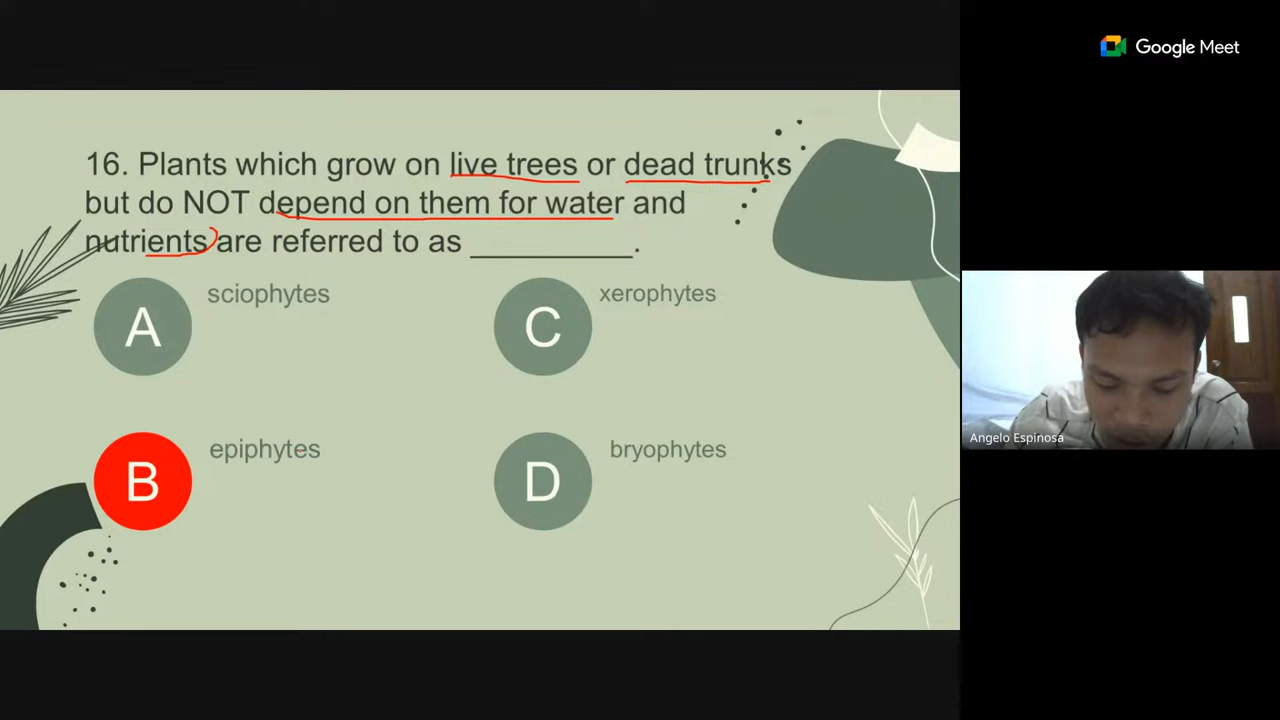 Google Meet
16. Plants which grow on live trees or dead trunks
but do NOT depend on them for water and
nutrients are referred to as __________.
A sciophytes
C xerophytes
B epiphytes
D bryophytes
Angelo Espinosa